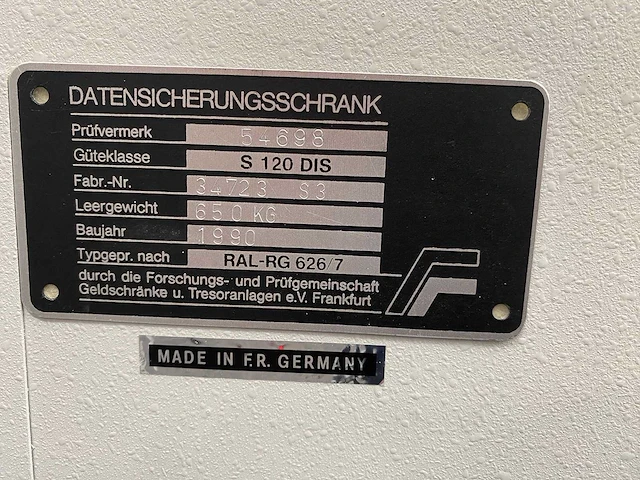 DATENSICHERUNGSSCHRANK
Prüfvermerk 54698
Güteklasse S 120 DIS
Fabr.-Nr. 34723 S3
Leergewicht 650 KG
Baujahr 1990
Typgepr. nach RAL-RG 626/7
durch die Forschungs- und Prüfgemeinschaft
Geldschränke u. Tresoranlagen e.V. Frankfurt
MADE IN F.R. GERMANY